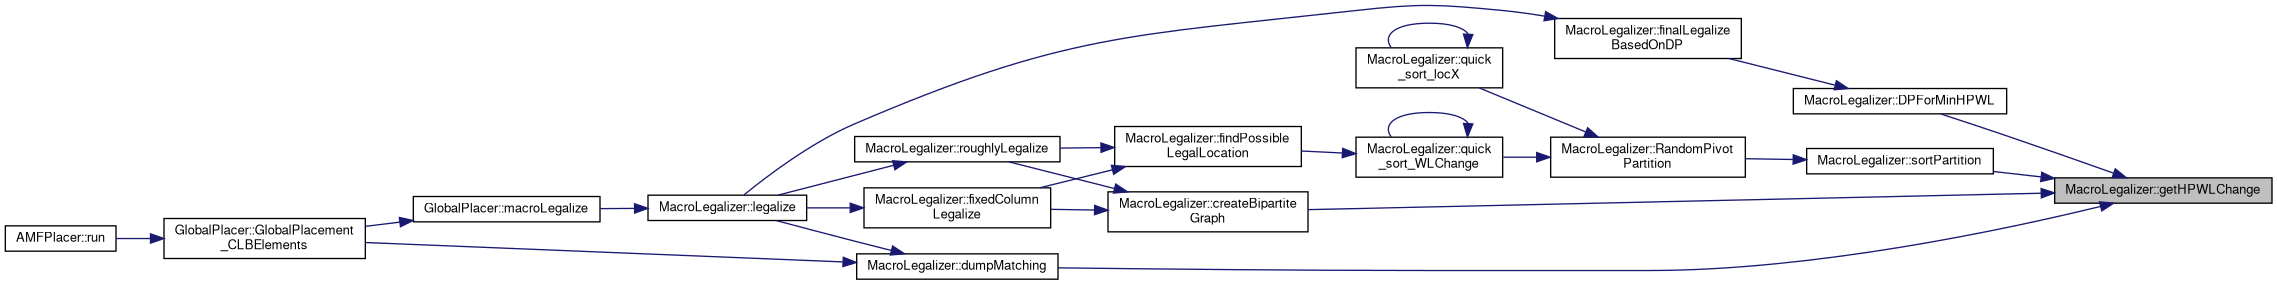 AMFPlacer::run
GlobalPlacer::GlobalPlacement
_CLBElements
GlobalPlacer::macroLegalize
MacroLegalizer::legalize
MacroLegalizer::roughlyLegalize
MacroLegalizer::fixedColumn
Legalize
MacroLegalizer::dumpMatching
MacroLegalizer::findPossible
LegalLocation
MacroLegalizer::createBipartite
Graph
MacroLegalizer::quick
_sort_locX
MacroLegalizer::quick
_sort_WLChange
MacroLegalizer::finalLegalize
BasedOnDP
MacroLegalizer::RandomPivot
Partition
MacroLegalizer::DPForMinHPWL
MacroLegalizer::sortPartition
MacroLegalizer::getHPWLChange